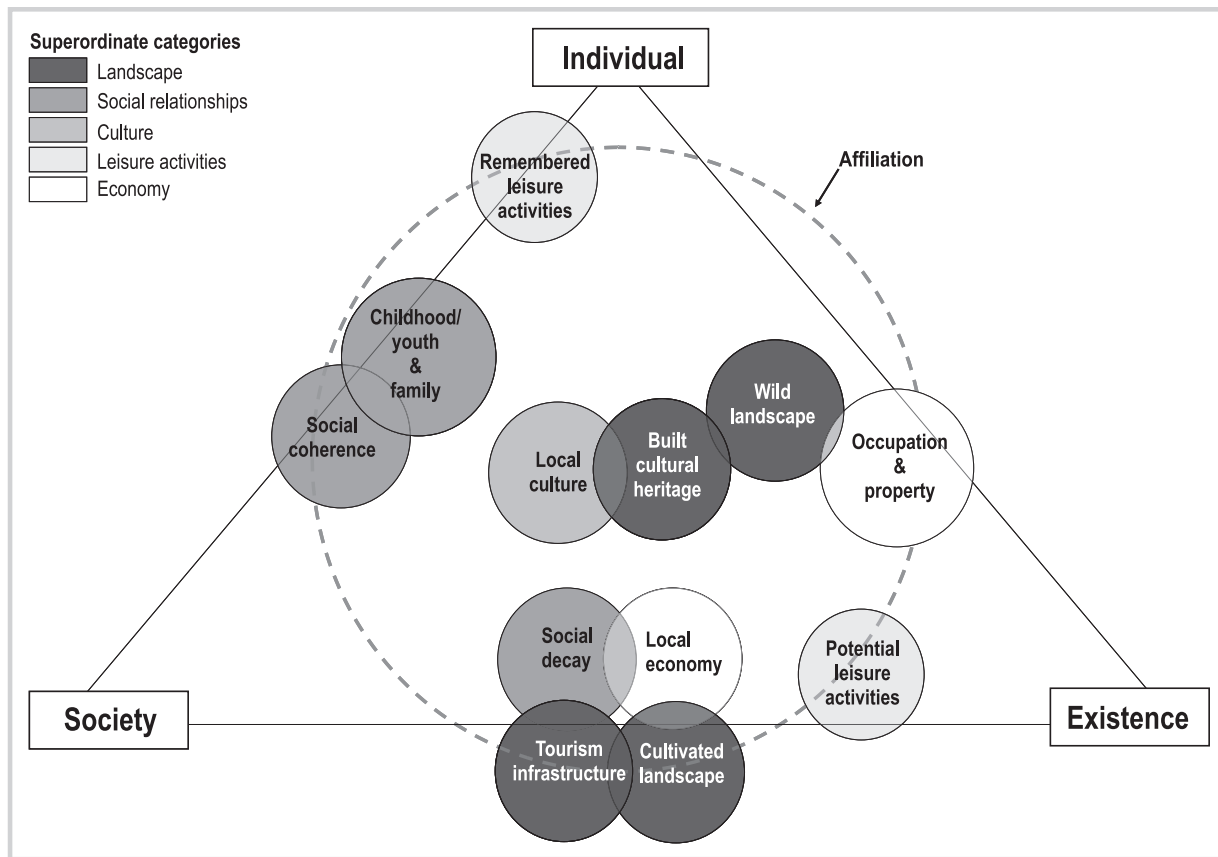 Superordinate categories
Landscape
Social relationships
Culture
Leisure activities
Economy
Individual
Affiliation
Remembered
leisure
activities
Childhood/
youth
&
family
Social
coherence
Wild
landscape
Local
culture
Built
cultural
heritage
Occupation
&
property
Social
decay
Local
economy
Potential
leisure
activities
Society
Existence
Tourism
infrastructure
Cultivated
landscape